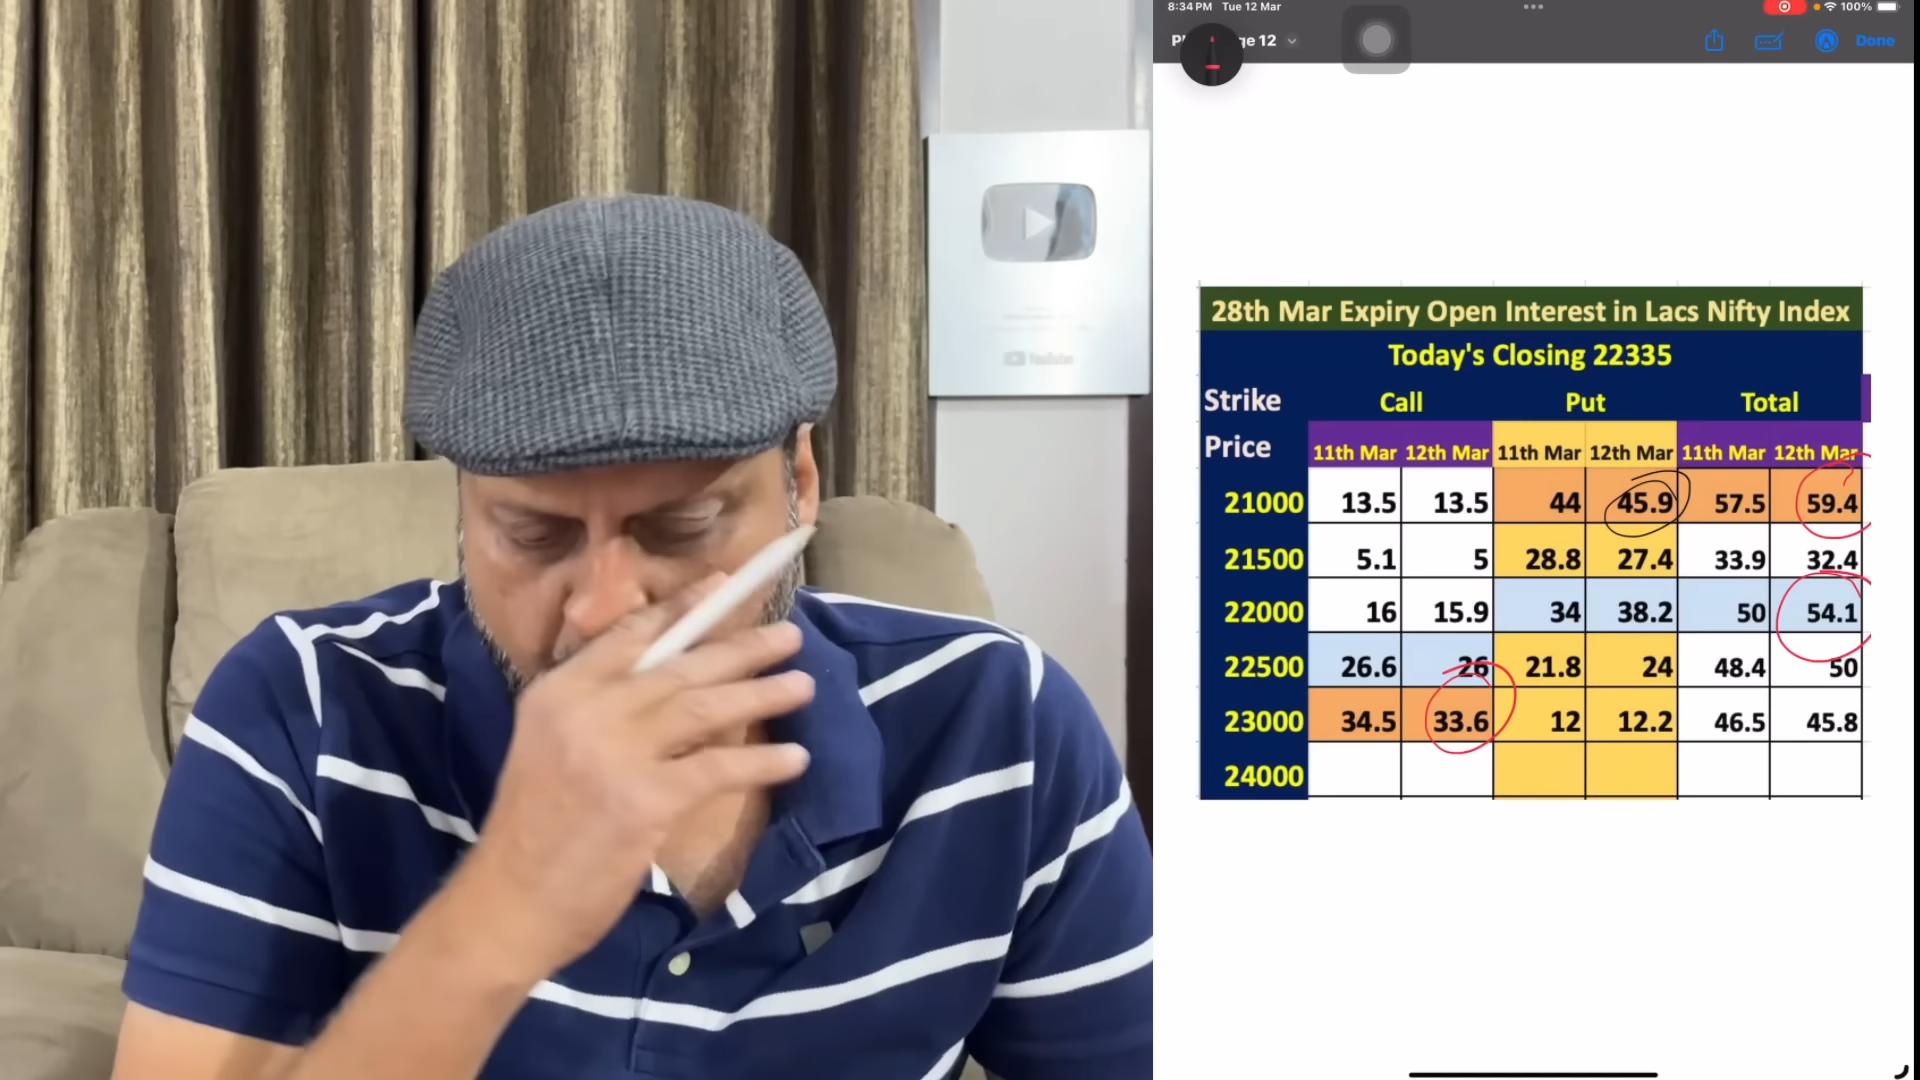 8:34 PM Tue 12 Mar
100%
ge 12
Done
YouTube
28th Mar Expiry Open Interest in Lacs Nifty Index
Today's Closing 22335
Strike Price Call Put Total
11th Mar 12th Mar 11th Mar 12th Mar 11th Mar 12th Mar
21000 13.5 13.5 44 45.9 57.5 59.4
21500 5.1 5 28.8 27.4 33.9 32.4
22000 16 15.9 34 38.2 50 54.1
22500 26.6 26 21.8 24 48.4 50
23000 34.5 33.6 12 12.2 46.5 45.8
24000